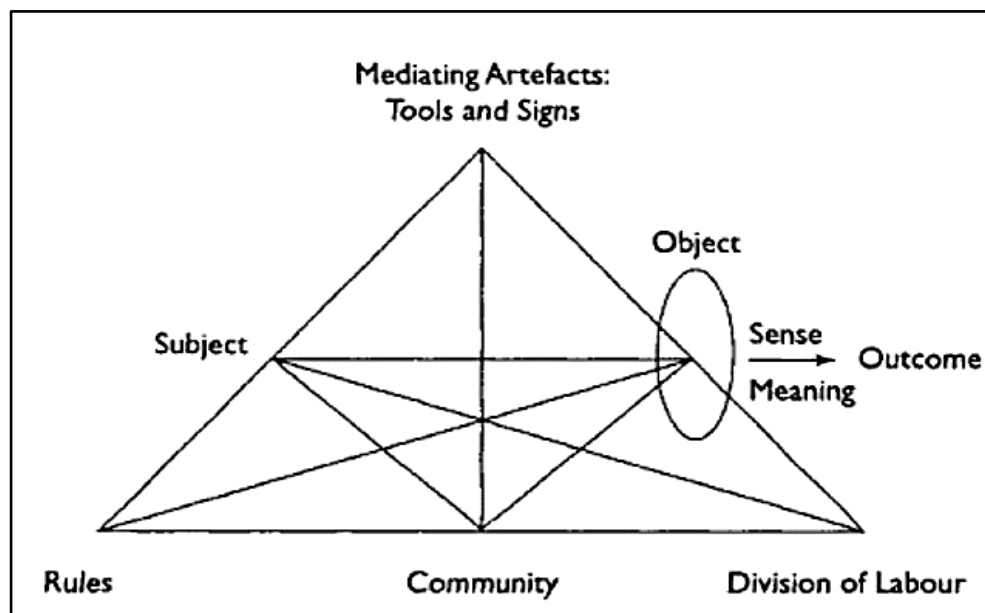 Mediating Artefacts:
Tools and Signs
Object
Subject
Sense
Outcome
Meaning
Rules
Community
Division of Labour